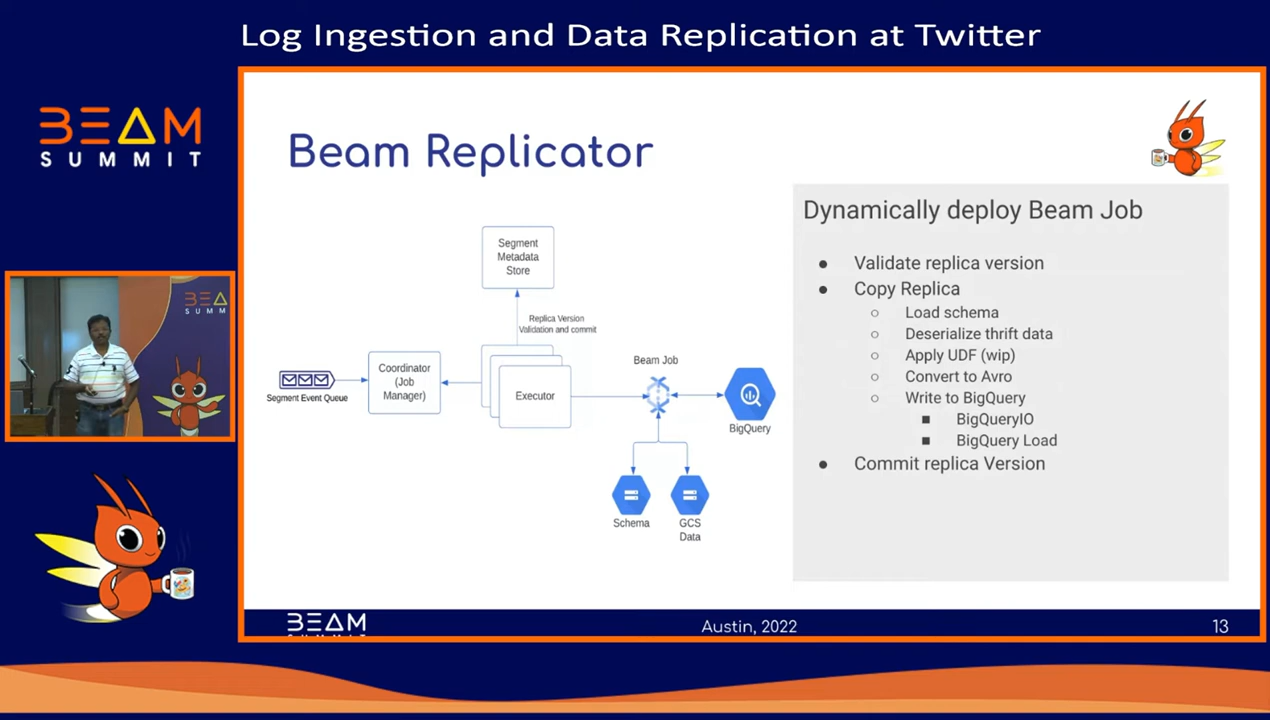 Log Ingestion and Data Replication at Twitter
BEAM
SUMMIT
Beam Replicator
Segment
Metadata
Store
Replica Version
Validation and commit
Segment Event Queue
Coordinator
(Job
Manager)
Executor
Beam Job
BigQuery
Schema
GCS
Data
Dynamically deploy Beam Job
● Validate replica version
● Copy Replica
○ Load schema
○ Deserialize thrift data
○ Apply UDF (wip)
○ Convert to Avro
○ Write to BigQuery
■ BigQueryIO
■ BigQuery Load
● Commit replica Version
BEA
SUMM
BEAM
Austin, 2022
13